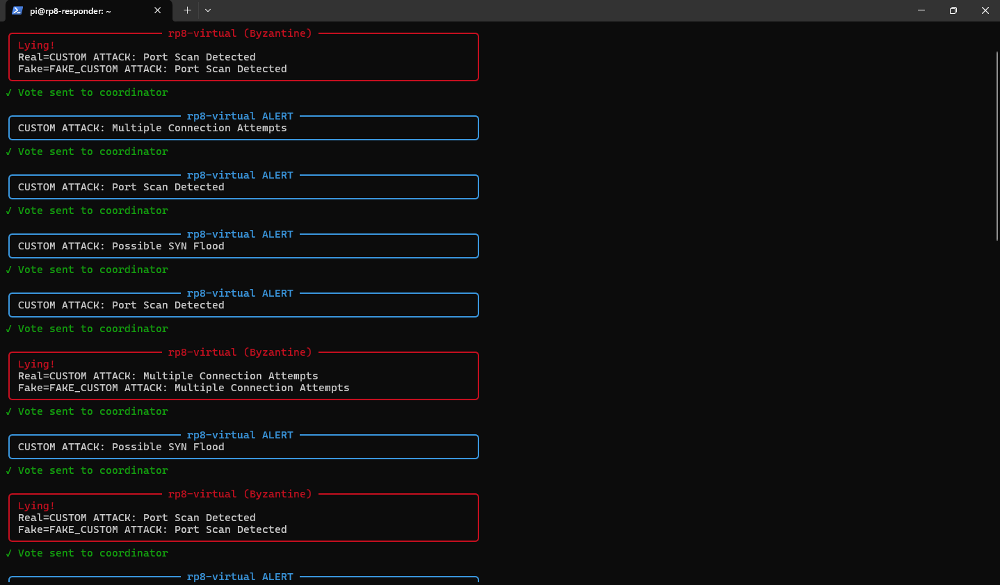 pi@rp8-responder: ~
rp8-virtual (Byzantine)
Lying!
Real=CUSTOM ATTACK: Port Scan Detected
Fake=FAKE_CUSTOM ATTACK: Port Scan Detected
✓ Vote sent to coordinator
rp8-virtual ALERT
CUSTOM ATTACK: Multiple Connection Attempts
✓ Vote sent to coordinator
rp8-virtual ALERT
CUSTOM ATTACK: Port Scan Detected
✓ Vote sent to coordinator
rp8-virtual ALERT
CUSTOM ATTACK: Possible SYN Flood
✓ Vote sent to coordinator
rp8-virtual ALERT
CUSTOM ATTACK: Port Scan Detected
✓ Vote sent to coordinator
rp8-virtual (Byzantine)
Lying!
Real=CUSTOM ATTACK: Multiple Connection Attempts
Fake=FAKE_CUSTOM ATTACK: Multiple Connection Attempts
✓ Vote sent to coordinator
rp8-virtual ALERT
CUSTOM ATTACK: Possible SYN Flood
✓ Vote sent to coordinator
rp8-virtual (Byzantine)
Lying!
Real=CUSTOM ATTACK: Port Scan Detected
Fake=FAKE_CUSTOM ATTACK: Port Scan Detected
✓ Vote sent to coordinator
rp8-virtual ALERT